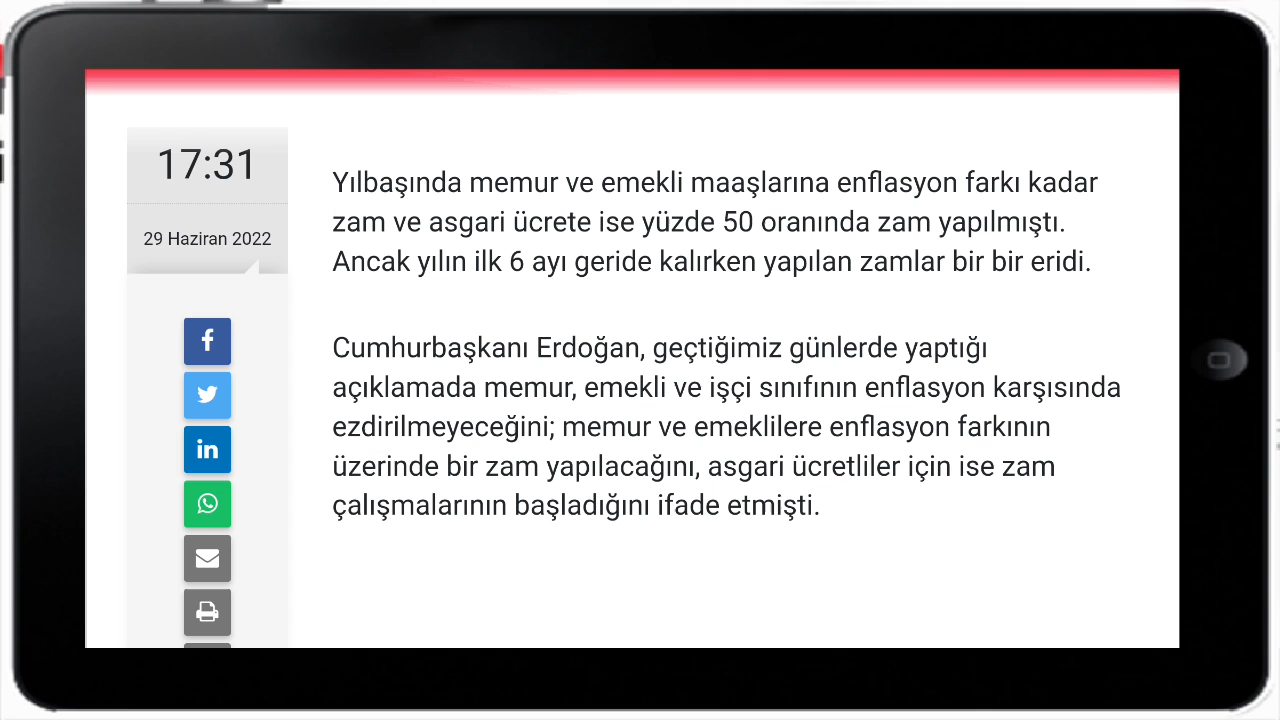 17:31
29 Haziran 2022
Yılbaşında memur ve emekli maaşlarına enflasyon farkı kadar
zam ve asgari ücrete ise yüzde 50 oranında zam yapılmıştı.
Ancak yılın ilk 6 ayı geride kalırken yapılan zamlar bir bir eridi.
Cumhurbaşkanı Erdoğan, geçtiğimiz günlerde yaptığı
açıklamada memur, emekli ve işçi sınıfının enflasyon karşısında
ezdirilmeyeceğini; memur ve emeklilere enflasyon farkının
üzerinde bir zam yapılacağını, asgari ücretliler için ise zam
çalışmalarının başladığını ifade etmişti.